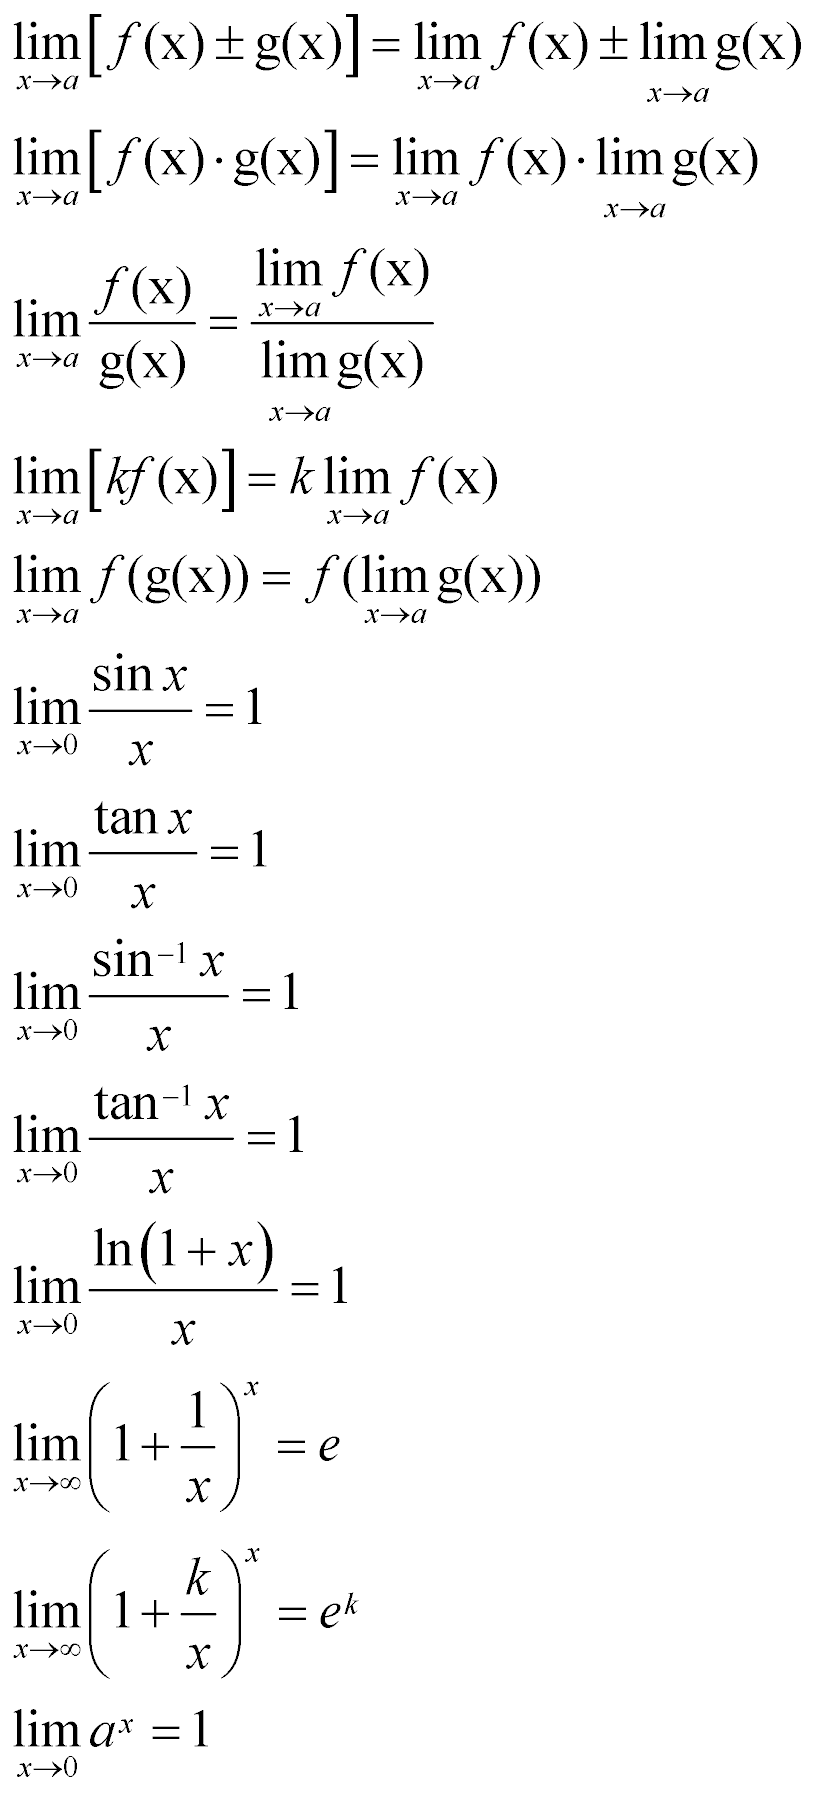 lim_{x→a} [f(x) ± g(x)] = lim_{x→a} f(x) ± lim_{x→a} g(x)
lim_{x→a} [f(x) · g(x)] = lim_{x→a} f(x) · lim_{x→a} g(x)
lim_{x→a} f(x)/g(x) = lim_{x→a} f(x) / lim_{x→a} g(x)
lim_{x→a} [kf(x)] = k lim_{x→a} f(x)
lim_{x→a} f(g(x)) = f(lim_{x→a} g(x))
lim_{x→0} sin x / x = 1
lim_{x→0} tan x / x = 1
lim_{x→0} sin^{-1} x / x = 1
lim_{x→0} tan^{-1} x / x = 1
lim_{x→0} ln(1 + x) / x = 1
lim_{x→∞} (1 + 1/x)^x = e
lim_{x→∞} (1 + k/x)^x = e^k
lim_{x→0} a^x = 1